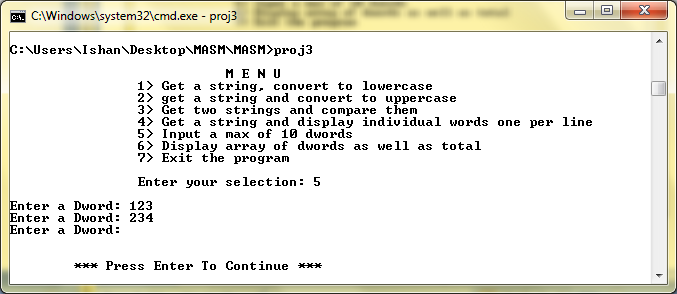 C:\Windows\system32\cmd.exe - proj3
C:\Users\Ishan\Desktop\MASM\MASM>proj3
M E N U
1> Get a string, convert to lowercase
2> get a string and convert to uppercase
3> Get two strings and compare them
4> Get a string and display individual words one per line
5> Input a max of 10 dwords
6> Display array of dwords as well as total
7> Exit the program
Enter your selection: 5
Enter a Dword: 123
Enter a Dword: 234
Enter a Dword:
*** Press Enter To Continue ***